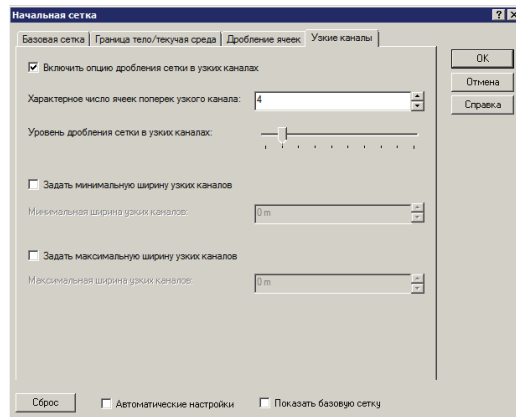 Начальная сетка
Базовая сетка Граница тело/текучая среда Дробление ячеек Узкие каналы
Включить опцию дробления сетки в узких каналах
Характерное число ячеек поперек узкого канала: 4
Уровень дробления сетки в узких каналах:
Задать минимальную ширину узких каналов
Минимальная ширина узких каналов: 0 m
Задать максимальную ширину узких каналов
Максимальная ширина узких каналов: 0 m
OK
Отмена
Справка
Сброс Автоматические настройки Показать базовую сетку